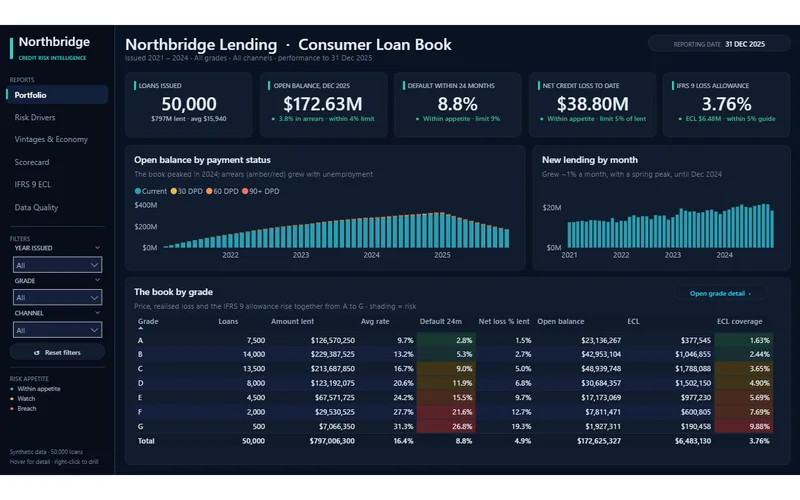 Northbridge
CREDIT RISK INTELLIGENCE
REPORTS
Portfolio
Risk Drivers
Vintages & Economy
Scorecard
IFRS 9 ECL
Data Quality
FILTERS
YEAR ISSUED
All
GRADE
All
CHANNEL
All
Reset filters
RISK APPETITE
Within appetite
Watch
Breach
Synthetic data · 50,000 loans
Hover for detail · right-click to drill
Northbridge Lending · Consumer Loan Book
Issued 2021 – 2024 · All grades · All channels · performance to 31 Dec 2025
REPORTING DATE 31 DEC 2025
LOANS ISSUED
50,000
$797M lent · avg $15,940
OPEN BALANCE, DEC 2025
$172.63M
● 3.8% in arrears · within 4% limit
DEFAULT WITHIN 24 MONTHS
8.8%
● Within appetite · limit 9%
NET CREDIT LOSS TO DATE
$38.80M
● Within appetite · limit 5% of lent
IFRS 9 LOSS ALLOWANCE
3.76%
● ECL $6.48M · within 5% guide
Open balance by payment status
The book peaked in 2024; arrears (amber/red) grew with unemployment
Current 30 DPD 60 DPD 90+ DPD
$400M
$200M
$0M
2022 2023 2024 2025
New lending by month
Grew ~1% a month, with a spring peak, until Dec 2024
$20M
$0M
2021 2022 2023 2024
The book by grade
Price, realised loss and the IFRS 9 allowance rise together from A to G · shading = risk
Open grade detail ›
Grade Loans Amount lent Avg rate Default 24m Net loss % lent Open balance ECL ECL coverage
A 7,500 $126,570,250 9.7% 2.8% 1.5% $23,136,267 $377,545 1.63%
B 14,000 $229,387,525 13.2% 5.3% 2.7% $42,953,104 $1,046,855 2.44%
C 13,500 $213,687,850 16.7% 9.0% 5.0% $48,939,748 $1,788,088 3.65%
D 8,000 $123,192,075 20.6% 11.9% 6.8% $30,684,357 $1,502,150 4.90%
E 4,500 $67,571,725 24.2% 15.5% 9.7% $17,173,069 $977,230 5.69%
F 2,000 $29,530,525 27.7% 21.6% 12.7% $7,811,471 $600,805 7.69%
G 500 $7,066,350 31.3% 26.8% 19.3% $1,927,311 $190,458 9.88%
Total 50,000 $797,006,300 16.4% 8.8% 4.9% $172,625,327 $6,483,130 3.76%